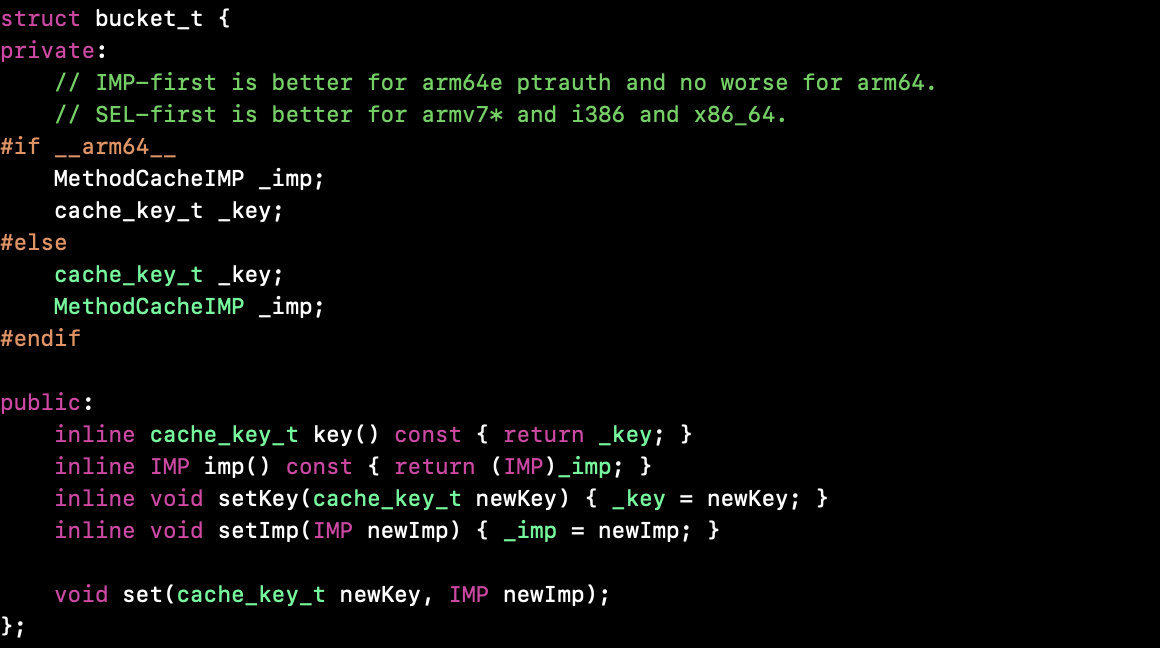 struct bucket_t {
private:
    // IMP-first is better for arm64e ptrauth and no worse for arm64.
    // SEL-first is better for armv7* and i386 and x86_64.
#if __arm64__
    MethodCacheIMP _imp;
    cache_key_t _key;
#else
    cache_key_t _key;
    MethodCacheIMP _imp;
#endif

public:
    inline cache_key_t key() const { return _key; }
    inline IMP imp() const { return (IMP)_imp; }
    inline void setKey(cache_key_t newKey) { _key = newKey; }
    inline void setImp(IMP newImp) { _imp = newImp; }

    void set(cache_key_t newKey, IMP newImp);
};